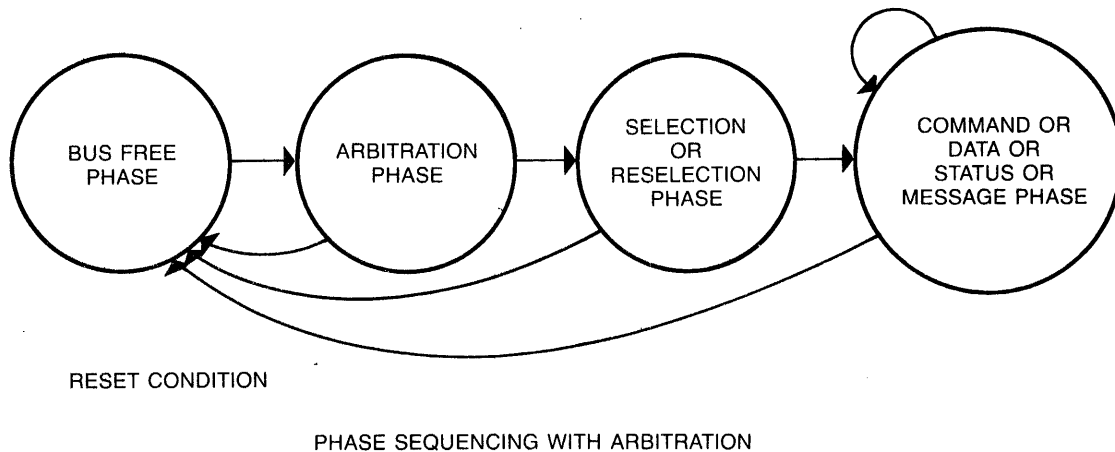 BUS FREE
PHASE
ARBITRATION
PHASE
SELECTION
OR
RESELECTION
PHASE
COMMAND OR
DATA OR
STATUS OR
MESSAGE PHASE
RESET CONDITION
PHASE SEQUENCING WITH ARBITRATION